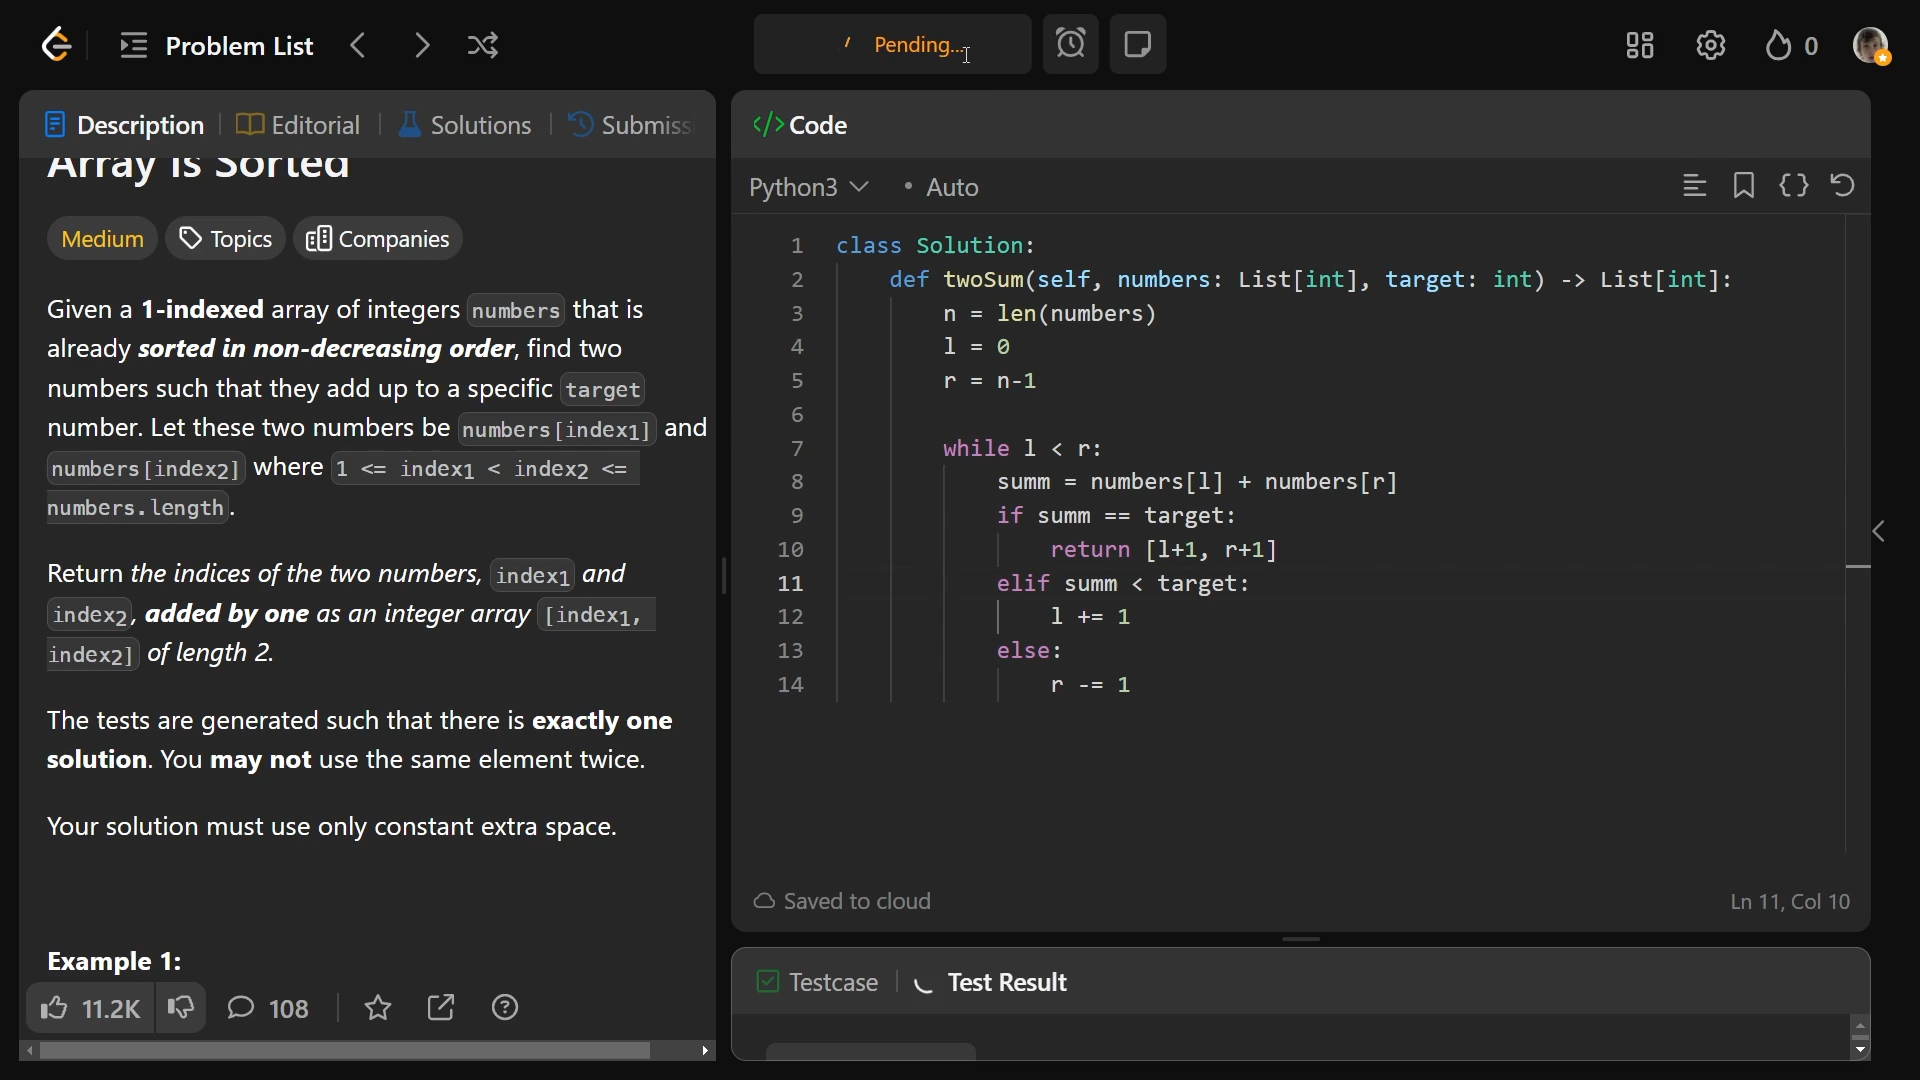 Problem List
Pending...
0
Description
Editorial
Solutions
Submiss
Array Is Sorted
Medium
Topics
Companies
Given a 1-indexed array of integers numbers that is
already sorted in non-decreasing order, find two
numbers such that they add up to a specific target
number. Let these two numbers be numbers[index1] and
numbers[index2] where 1 <= index1 < index2 <=
numbers.length.
Return the indices of the two numbers, index1 and
index2, added by one as an integer array [index1,
index2] of length 2.
The tests are generated such that there is exactly one
solution. You may not use the same element twice.
Your solution must use only constant extra space.
Example 1:
11.2K
108
</> Code
Python3
• Auto
1 class Solution:
2 def twoSum(self, numbers: List[int], target: int) -> List[int]:
3 n = len(numbers)
4 l = 0
5 r = n-1
6
7 while l < r:
8 summ = numbers[l] + numbers[r]
9 if summ == target:
10 return [l+1, r+1]
11 elif summ < target:
12 l += 1
13 else:
14 r -= 1
Saved to cloud
Ln 11, Col 10
Testcase
Test Result